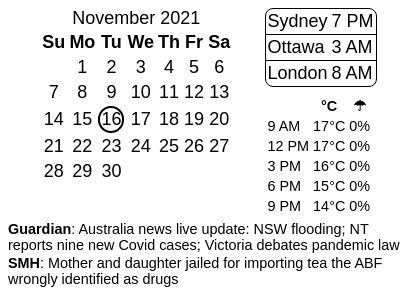 November 2021
Su Mo Tu We Th Fr Sa
1 2 3 4 5 6
7 8 9 10 11 12 13
14 15 16 17 18 19 20
21 22 23 24 25 26 27
28 29 30
Sydney 7 PM
Ottawa 3 AM
London 8 AM
°C ☂
9 AM 17°C 0%
12 PM 17°C 0%
3 PM 16°C 0%
6 PM 15°C 0%
9 PM 14°C 0%
Guardian: Australia news live update: NSW flooding; NT
reports nine new Covid cases; Victoria debates pandemic law
SMH: Mother and daughter jailed for importing tea the ABF
wrongly identified as drugs